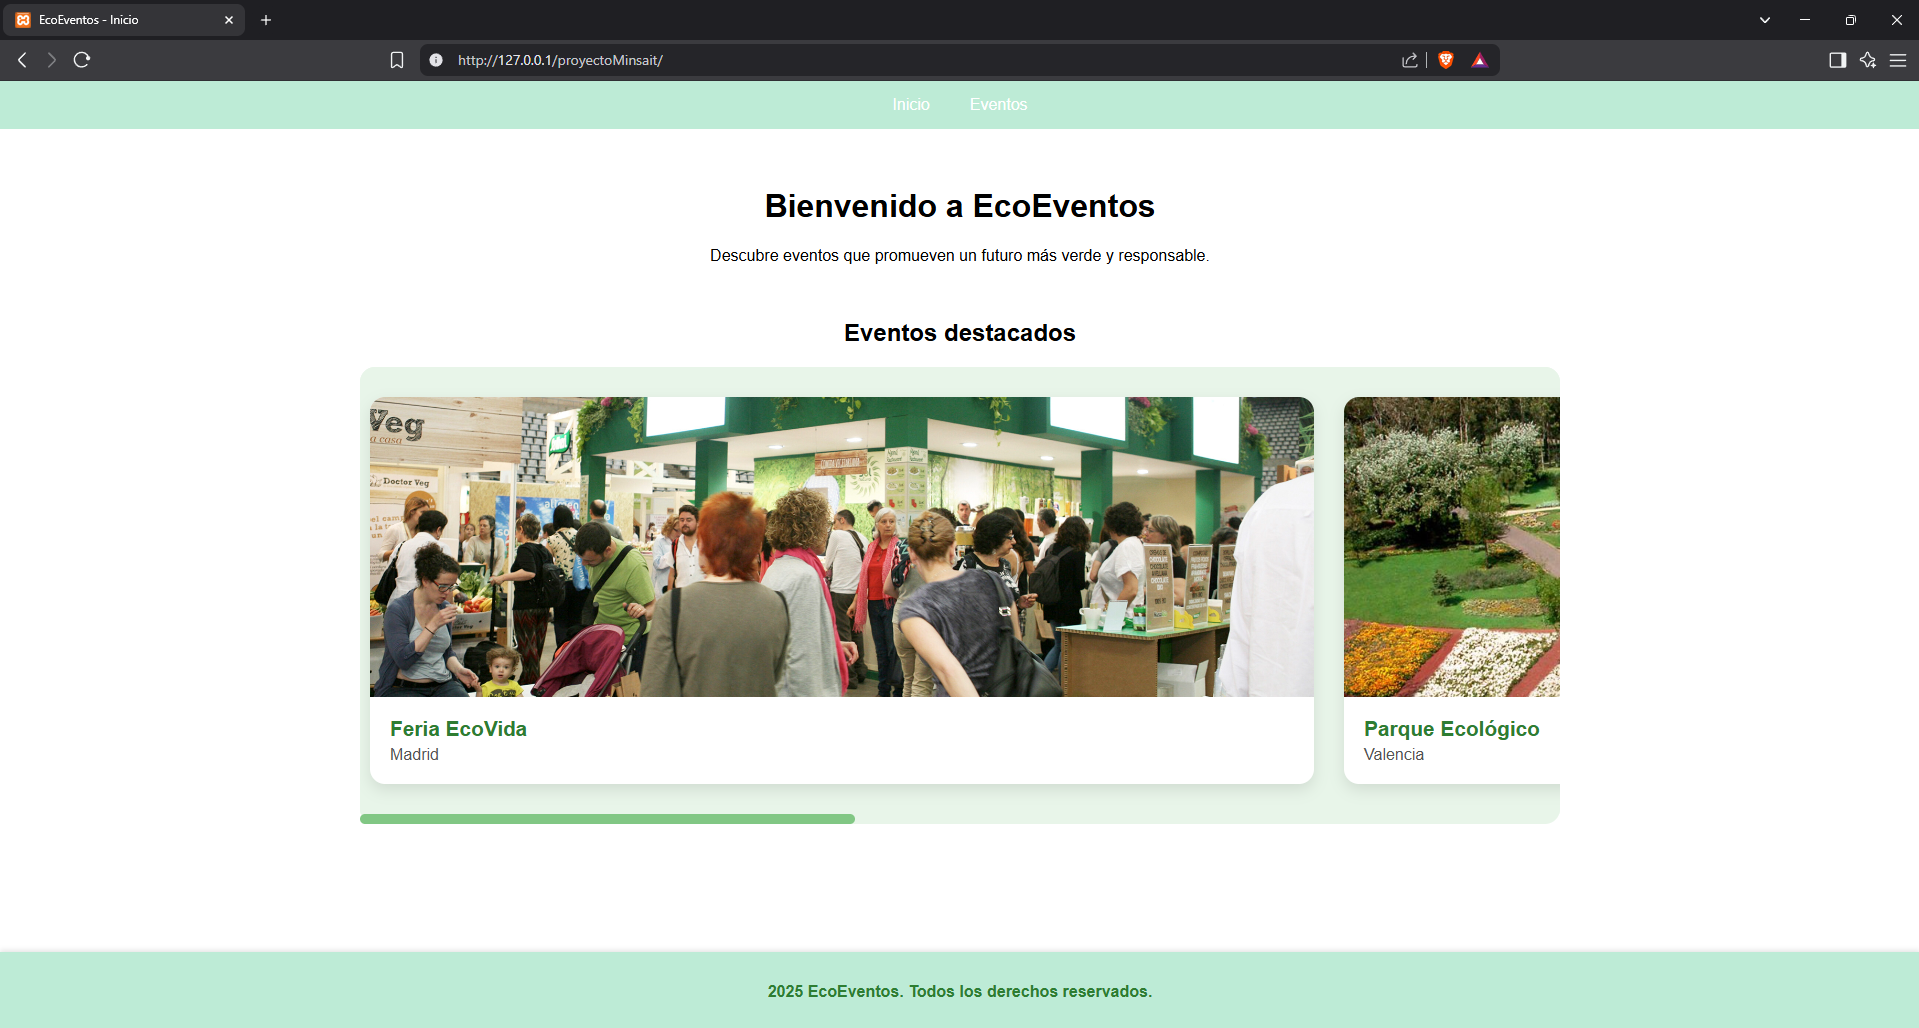 EcoEventos - Inicio
http://127.0.0.1/proyectoMinsait/
Inicio
Eventos
Bienvenido a EcoEventos
Descubre eventos que promueven un futuro más verde y responsable.
Eventos destacados
Veg
a casa
Doctor Veg
Feria EcoVida
Madrid
Parque Ecológico
Valencia
2025 EcoEventos. Todos los derechos reservados.